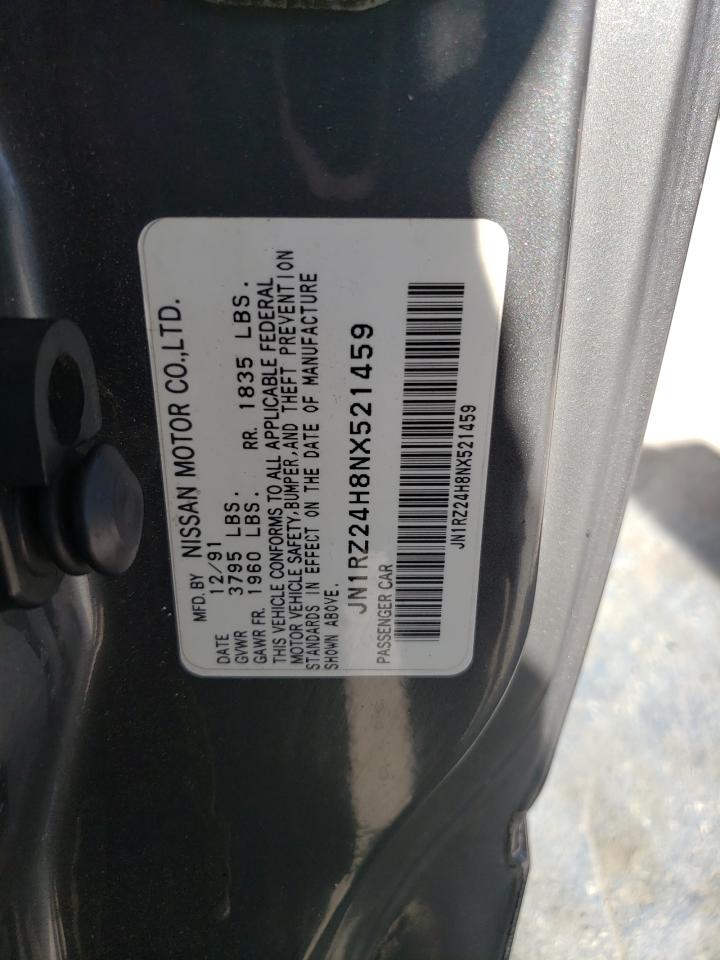 MFD. BY NISSAN MOTOR CO.,LTD.
DATE 12/91
GVWR 3795 LBS.
GAWR FR. 1960 LBS. RR. 1835 LBS.
THIS VEHICLE CONFORMS TO ALL APPLICABLE FEDERAL
MOTOR VEHICLE SAFETY,BUMPER,AND THEFT PREVENTION
STANDARDS IN EFFECT ON THE DATE OF MANUFACTURE
SHOWN ABOVE.
JN1RZ24H8NX521459
PASSENGER CAR
JN1RZ24H8NX521459